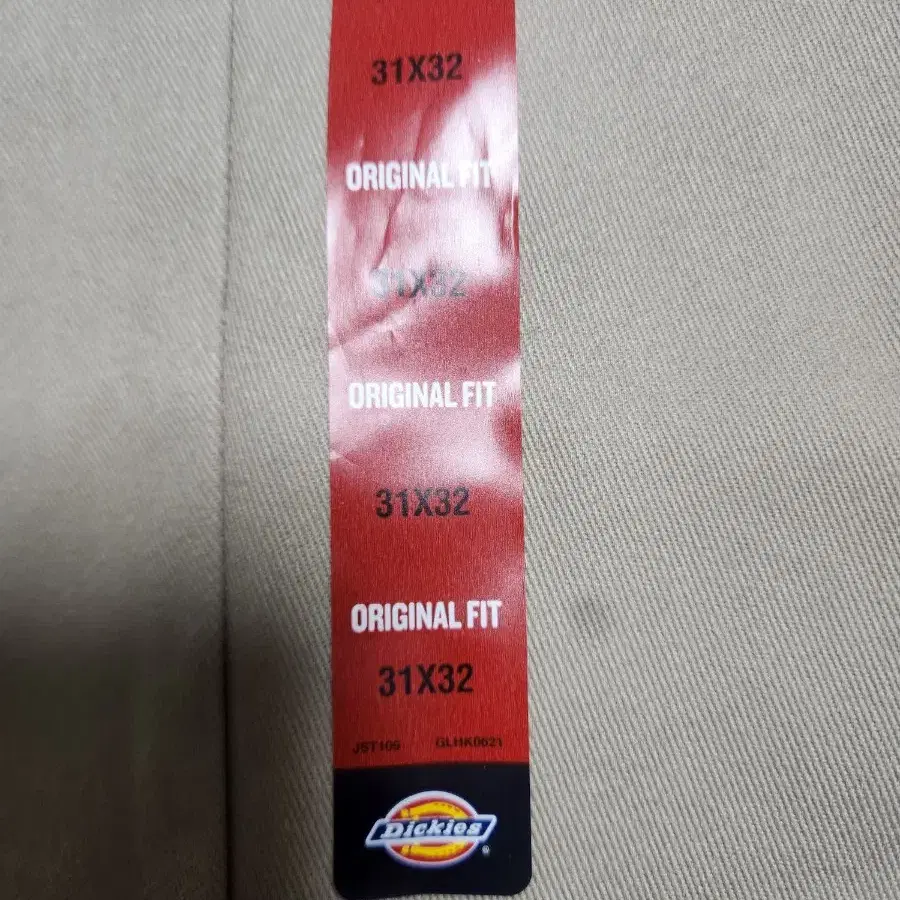 31X32
ORIGINAL FIT
31X32
ORIGINAL FIT
31X32
ORIGINAL FIT
31X32
JST105 GLHK0621
Dickies